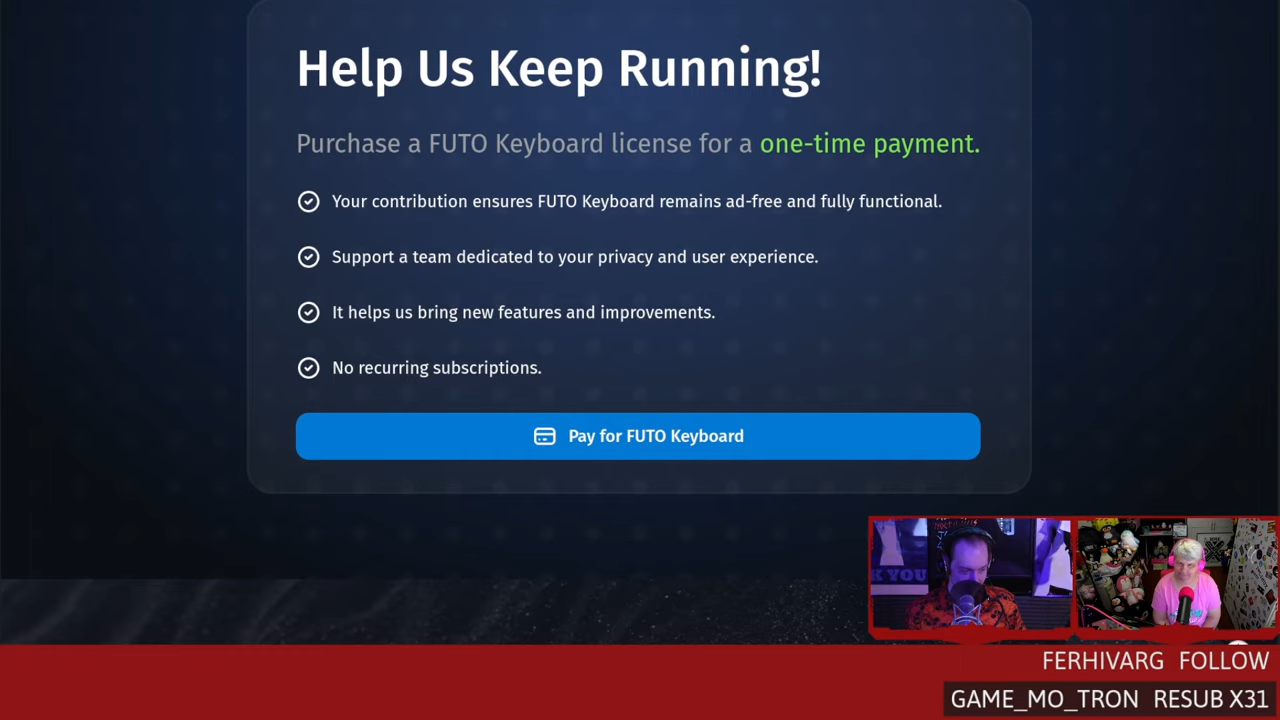 Help Us Keep Running!
Purchase a FUTO Keyboard license for a one-time payment.
Your contribution ensures FUTO Keyboard remains ad-free and fully functional.
Support a team dedicated to your privacy and user experience.
It helps us bring new features and improvements.
No recurring subscriptions.
Pay for FUTO Keyboard
K YOU
FERHIVARG FOLLOW
GAME_MO_TRON RESUB X31